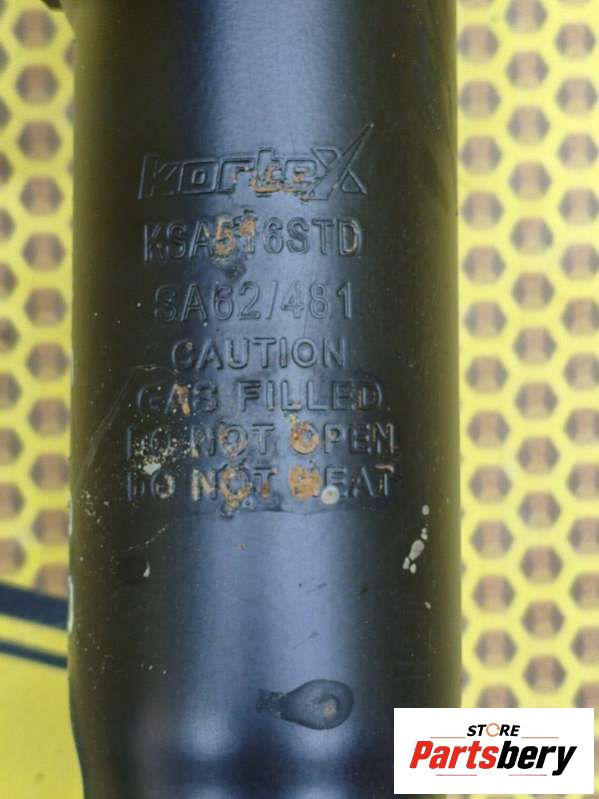 korteX
KSA516STD
SA62/481
CAUTION
GAS FILLED
DO NOT OPEN
DO NOT HEAT
STORE
Partsbery